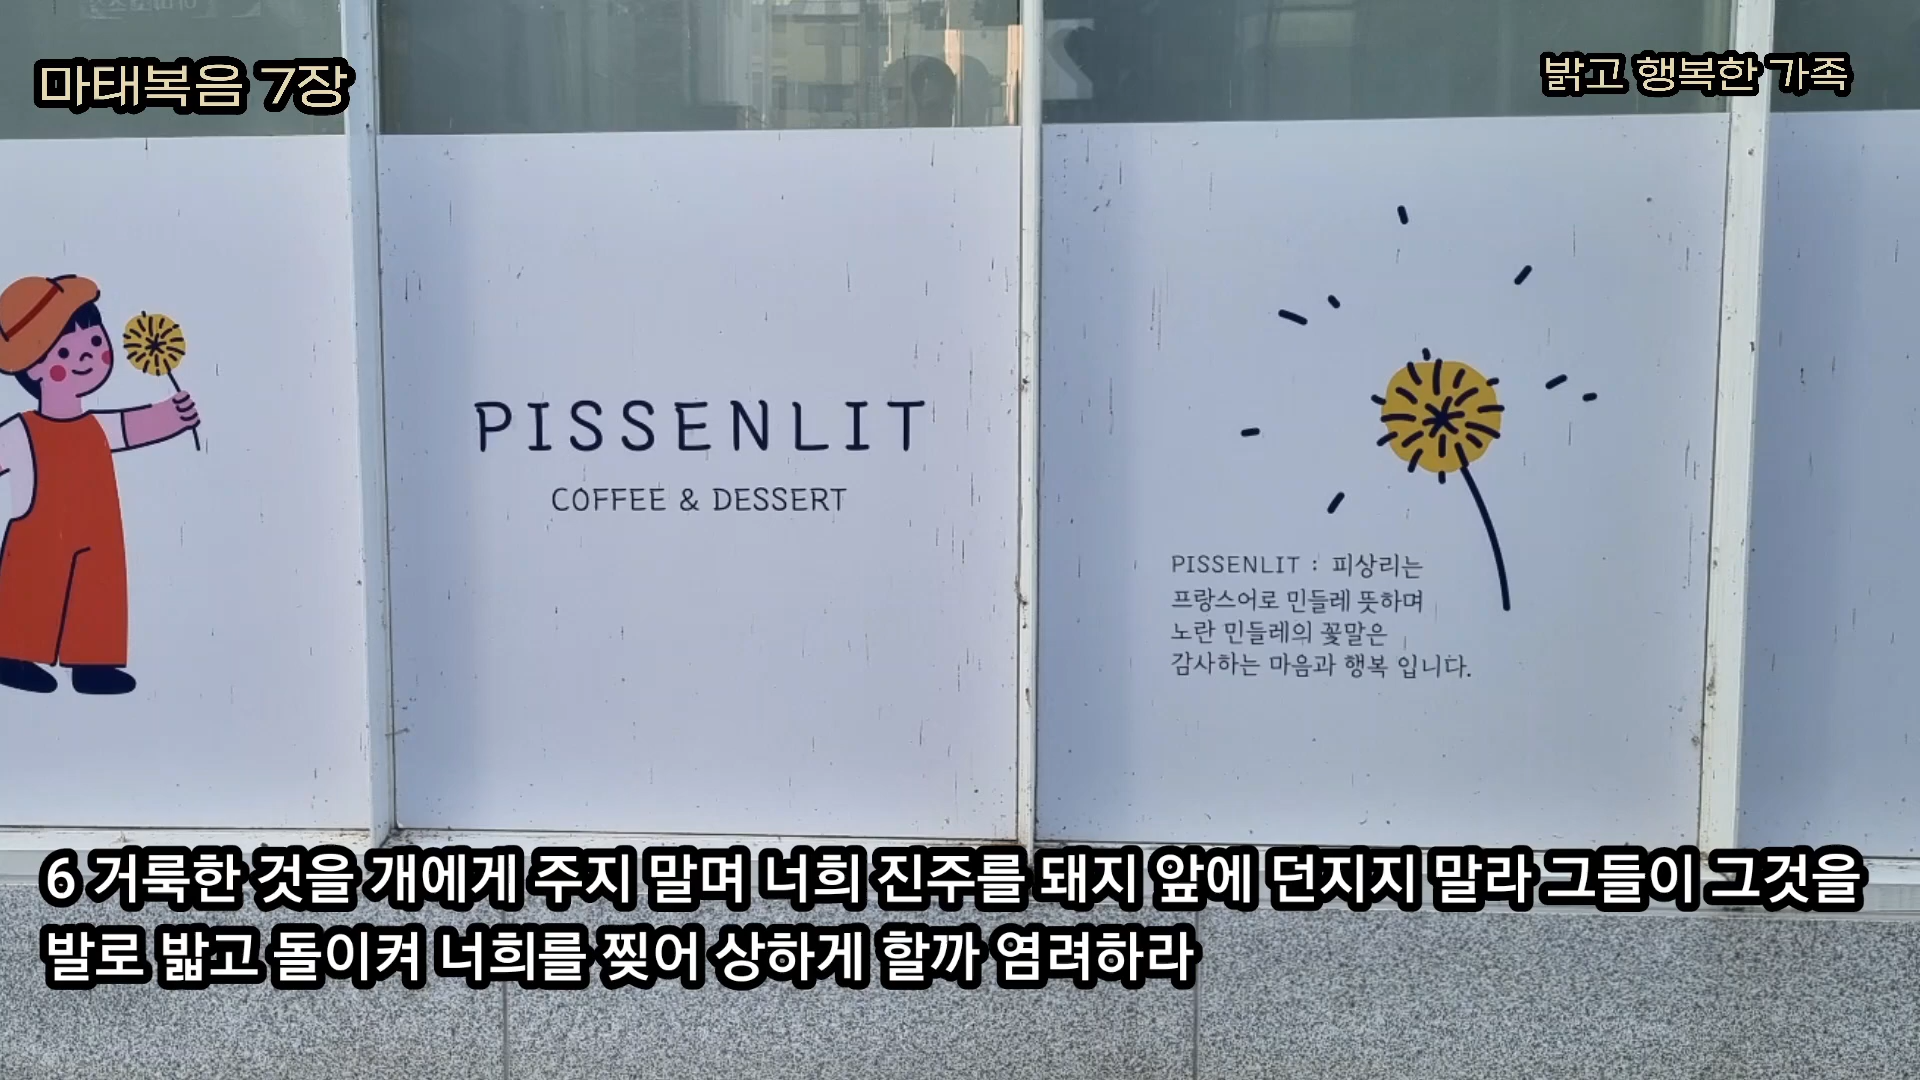 마태복음 7장
밝고 행복한 가족
PISSENLIT
COFFEE & DESSERT
PISSENLIT : 피상리는
프랑스어로 민들레 뜻하며
노란 민들레의 꽃말은
감사하는 마음과 행복 입니다.
6 거룩한 것을 개에게 주지 말며 너희 진주를 돼지 앞에 던지지 말라 그들이 그것을
발로 밟고 돌이켜 너희를 찢어 상하게 할까 염려하라